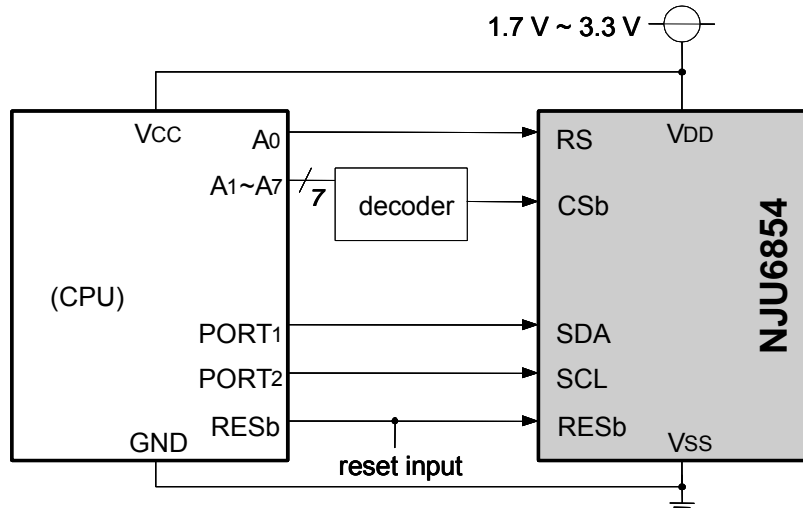 1.7 V ~ 3.3 V
VCC
A0
A1~A7
7
decoder
(CPU)
PORT1
PORT2
RESb
GND
reset input
RS
VDD
CSb
NJU6854
SDA
SCL
RESb
VSS